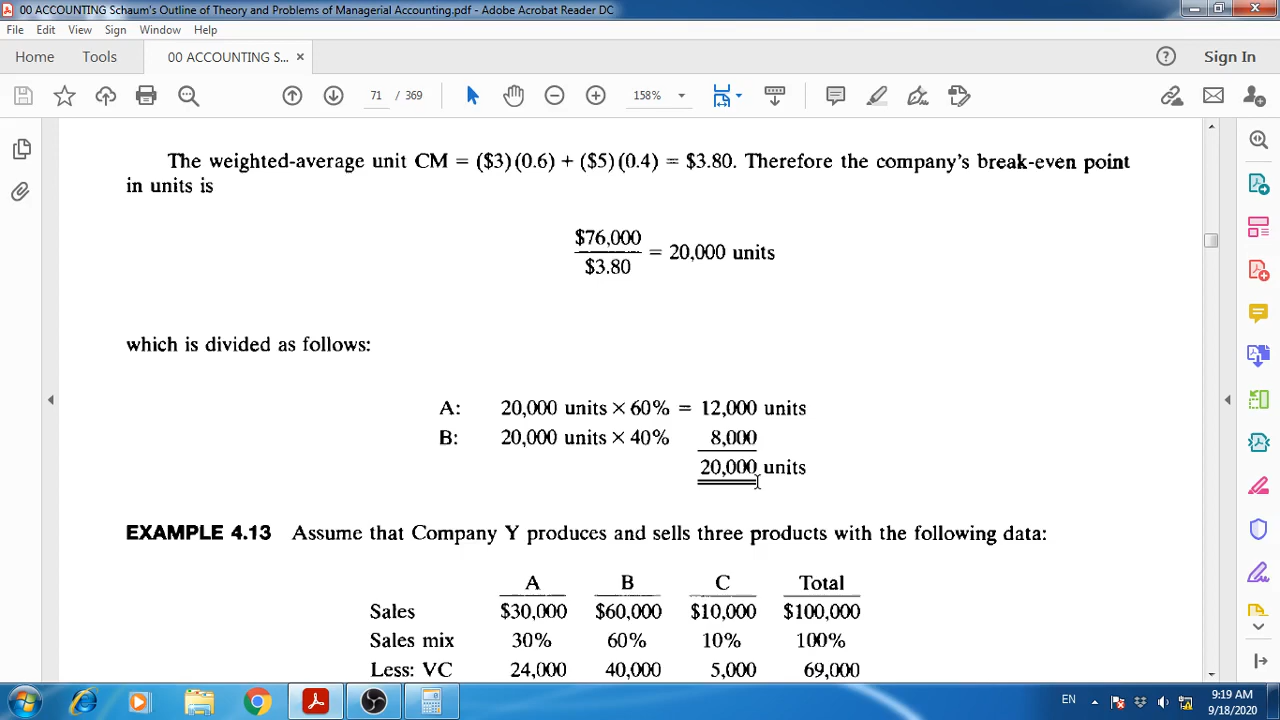 00 ACCOUNTING Schaum's Outline of Theory and Problems of Managerial Accounting.pdf - Adobe Acrobat Reader DC
File Edit View Sign Window Help
Home Tools 00 ACCOUNTING S... × Sign In
71 / 369 158%
The weighted-average unit CM = ($3)(0.6) + ($5)(0.4) = $3.80. Therefore the company's break-even point
in units is
$76,000
= 20,000 units
$3.80
which is divided as follows:
A: 20,000 units × 60% = 12,000 units
B: 20,000 units × 40% 8,000
20,000 units
EXAMPLE 4.13 Assume that Company Y produces and sells three products with the following data:
A B C Total
Sales $30,000 $60,000 $10,000 $100,000
Sales mix 30% 60% 10% 100%
Less: VC 24,000 40,000 5,000 69,000
EN 9:19 AM
9/18/2020